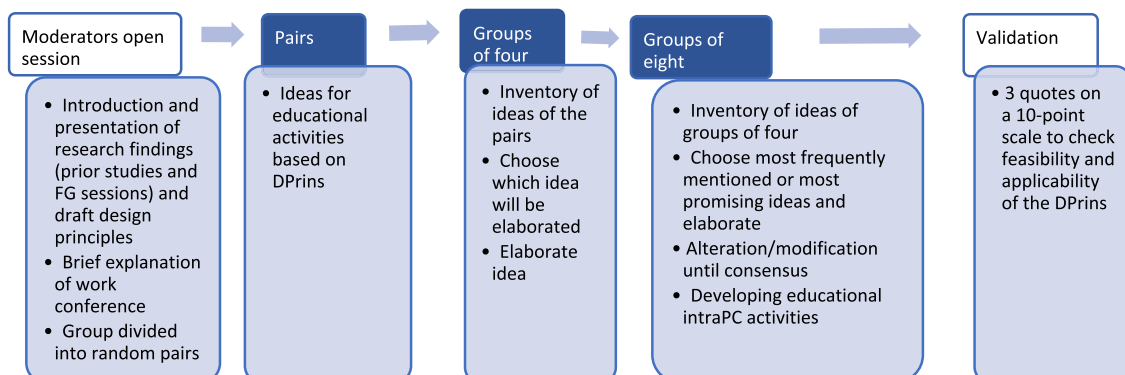 Moderators open
session
• Introduction and
presentation of
research findings
(prior studies and
FG sessions) and
draft design
principles
• Brief explanation
of work
conference
• Group divided
into random pairs
Pairs
• Ideas for
educational
activities
based on
DPrins
Groups
of four
• Inventory of
ideas of the
pairs
• Choose
which idea
will be
elaborated
• Elaborate
idea
Groups of
eight
• Inventory of ideas of
groups of four
• Choose most frequently
mentioned or most
promising ideas and
elaborate
• Alteration/modification
until consensus
• Developing educational
intraPC activities
Validation
• 3 quotes on
a 10-point
scale to check
feasibility and
applicability
of the DPrins